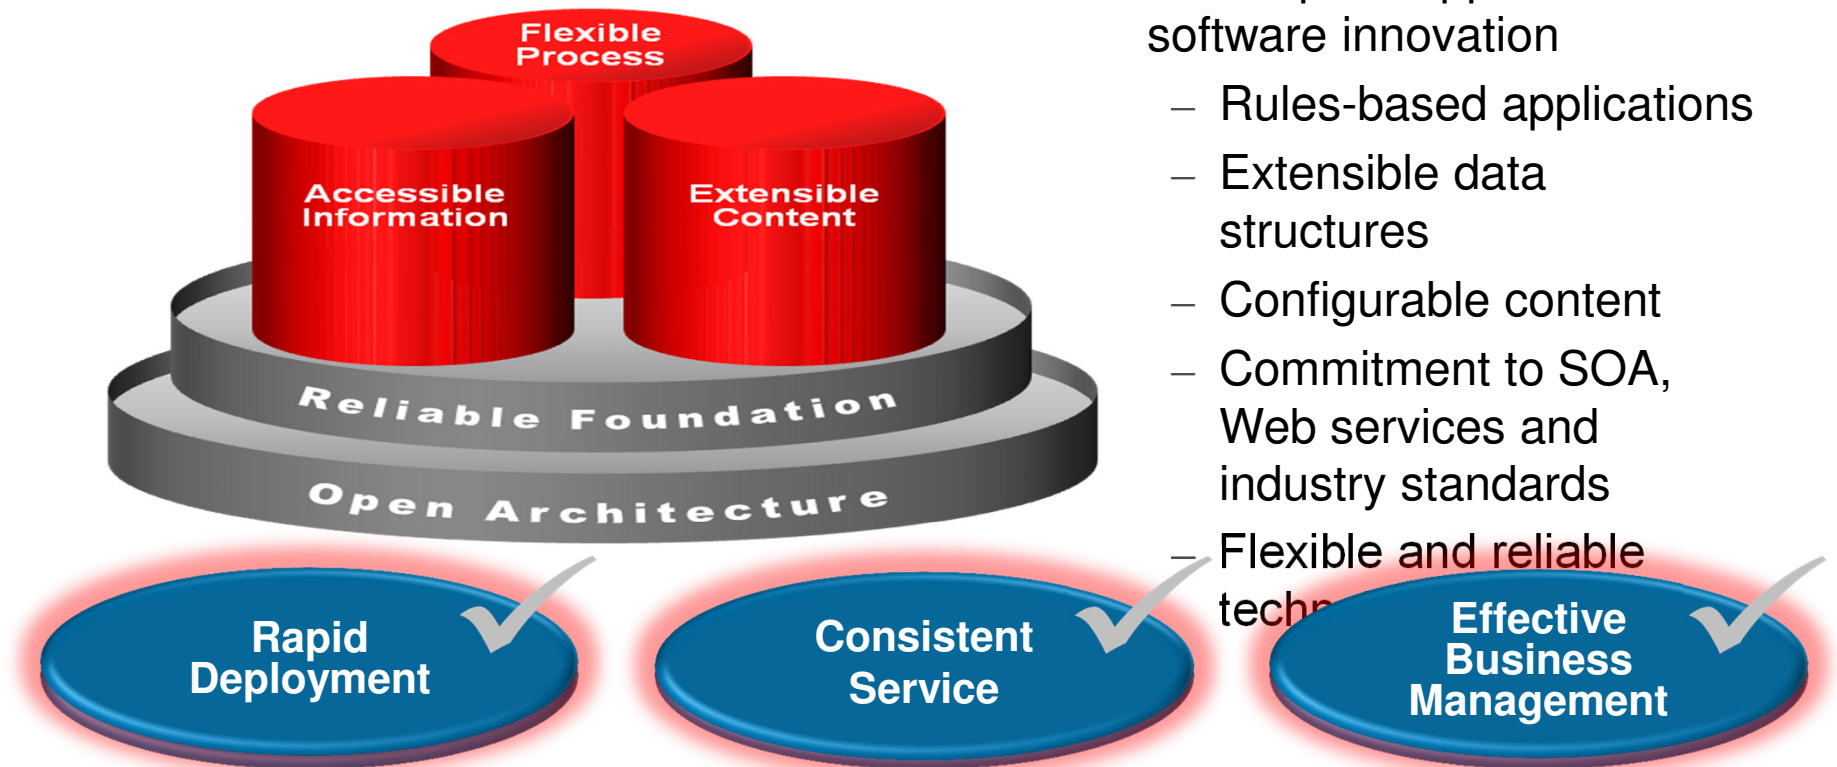 Flexible
Process
Accessible
Information
Extensible
Content
Reliable Foundation
Open Architecture
software innovation
– Rules-based applications
– Extensible data
structures
– Configurable content
– Commitment to SOA,
Web services and
industry standards
– Flexible and reliable
Rapid
Deployment
Consistent
Service
Effective
Business
Management